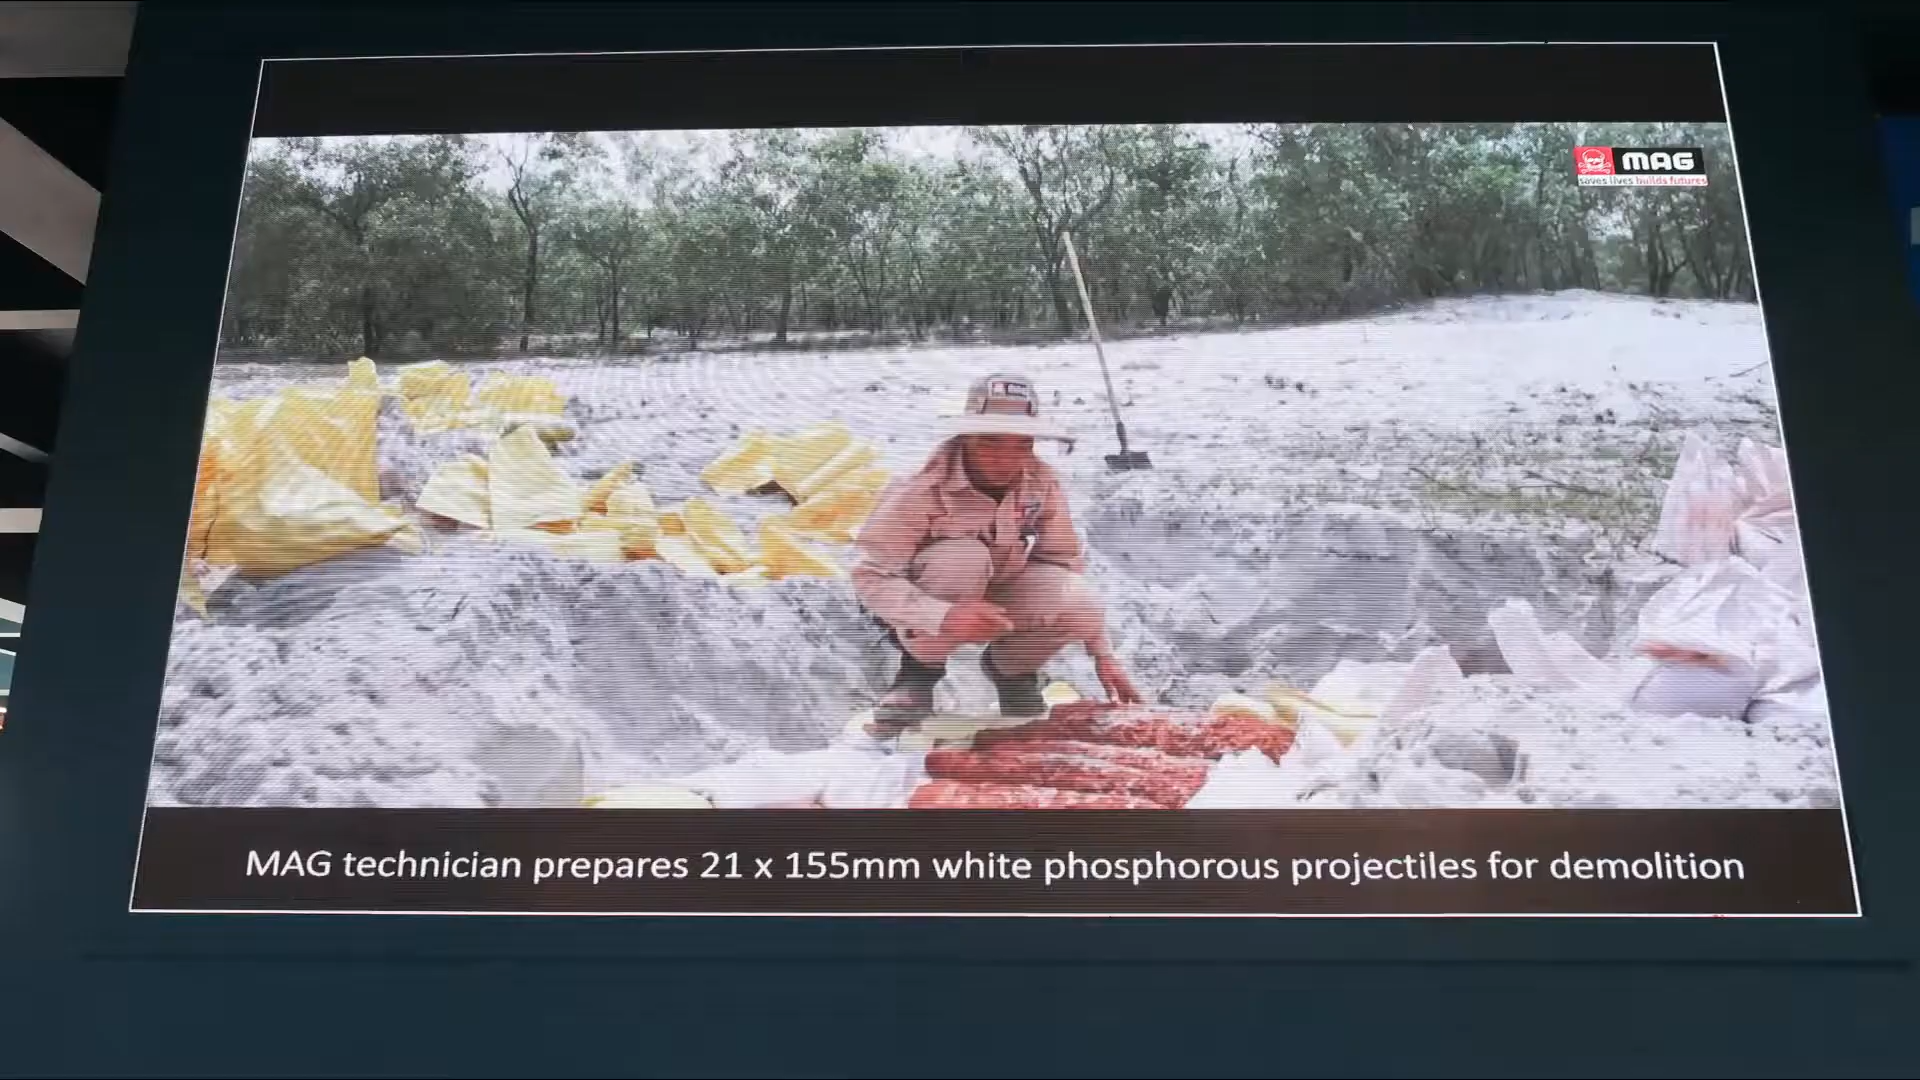 MAG
saves lives builds futures
MAG technician prepares 21 x 155mm white phosphorous projectiles for demolition